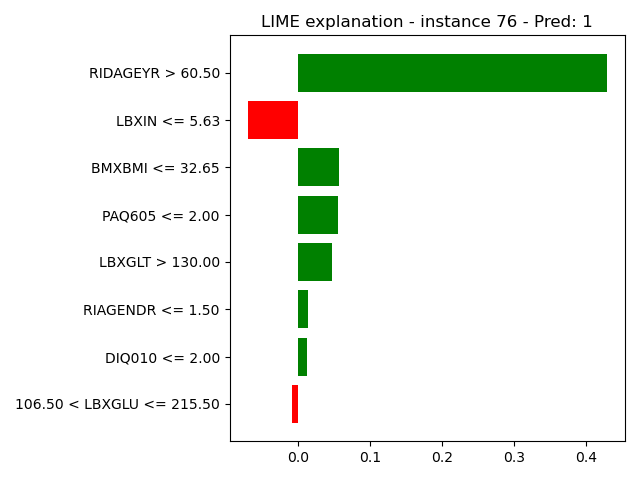 LIME explanation - instance 76 - Pred: 1
RIDAGEYR > 60.50
LBXIN <= 5.63
BMXBMI <= 32.65
PAQ605 <= 2.00
LBXGLT > 130.00
RIAGENDR <= 1.50
DIQ010 <= 2.00
106.50 < LBXGLU <= 215.50
0.0 0.1 0.2 0.3 0.4